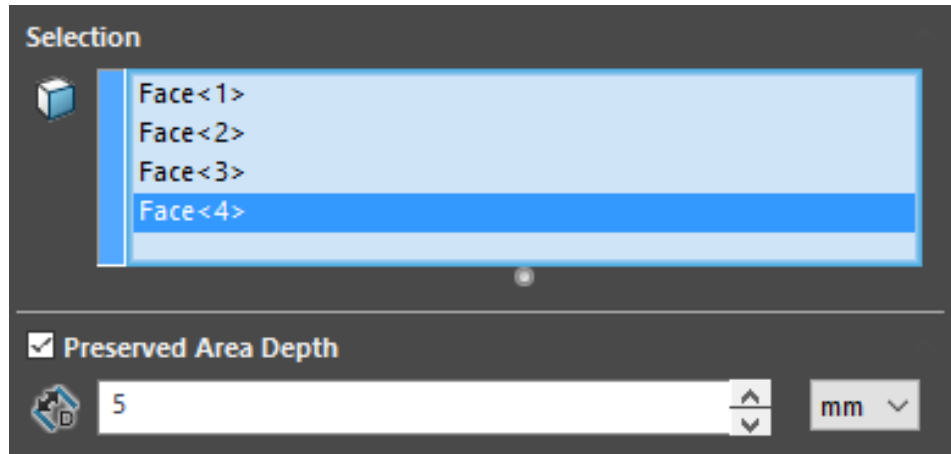 Selection
Face<1>
Face<2>
Face<3>
Face<4>
Preserved Area Depth
D
5
mm